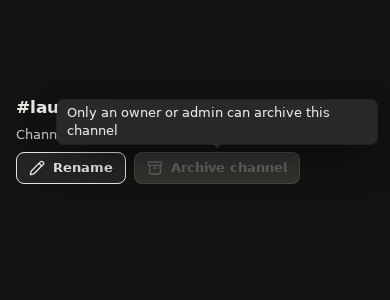 #lau
Only an owner or admin can archive this
channel
Chann
Rename
Archive channel